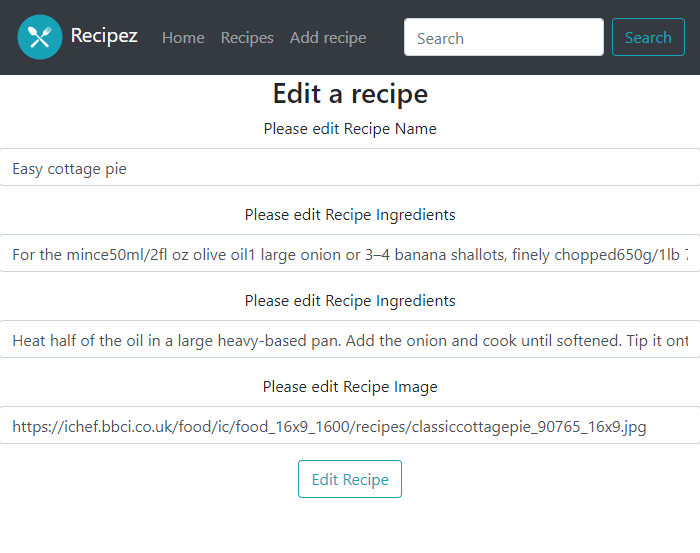 Recipez Home Recipes Add recipe Search Search
Edit a recipe
Please edit Recipe Name
Easy cottage pie
Please edit Recipe Ingredients
For the mince50ml/2fl oz olive oil1 large onion or 3–4 banana shallots, finely chopped650g/1lb
Please edit Recipe Ingredients
Heat half of the oil in a large heavy-based pan. Add the onion and cook until softened. Tip it
Please edit Recipe Image
https://ichef.bbci.co.uk/food/ic/food_16x9_1600/recipes/classiccottagepie_90765_16x9.jpg
Edit Recipe